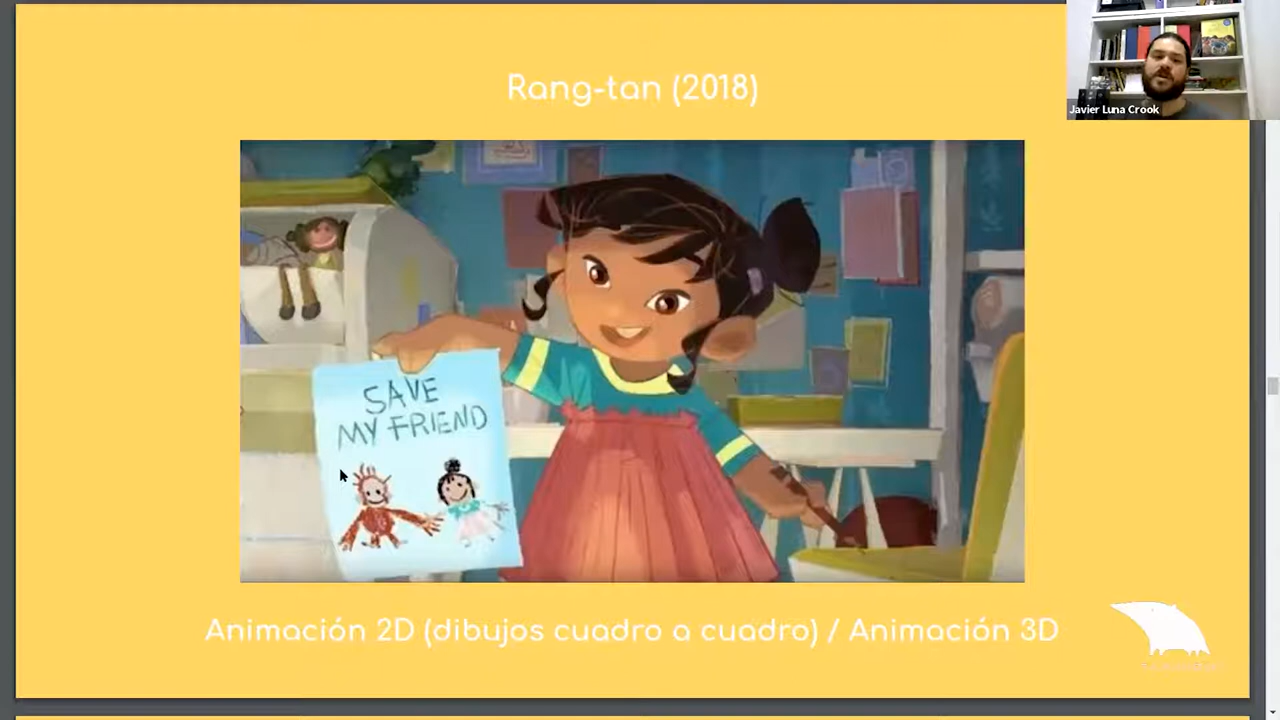 Rang-tan (2018)
Javier Luna Crook
SAVE
MY FRIEND
Animación 2D (dibujos cuadro a cuadro) / Animación 3D